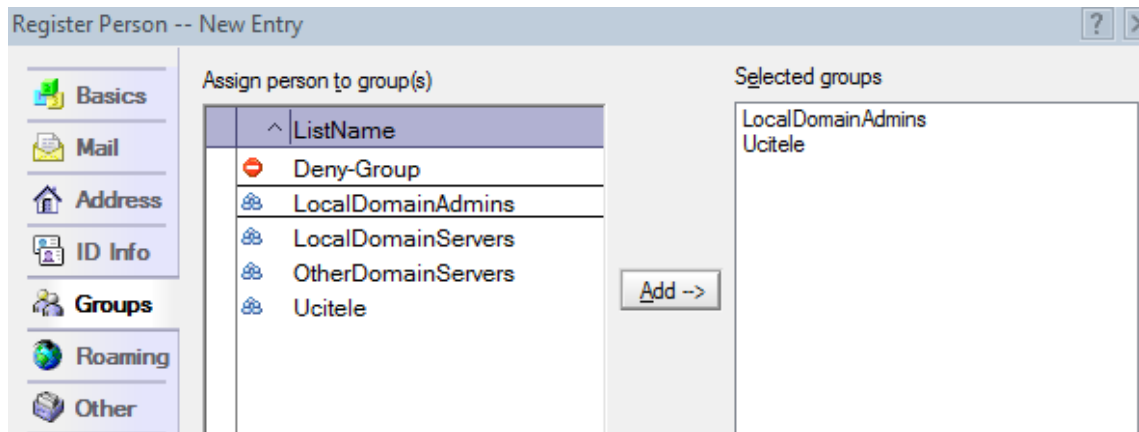 Register Person -- New Entry
?
Basics
Mail
Address
ID Info
Groups
Roaming
Other
Assign person to group(s)
ListName
Deny-Group
LocalDomainAdmins
LocalDomainServers
OtherDomainServers
Ucitele
Add -->
Selected groups
LocalDomainAdmins
Ucitele